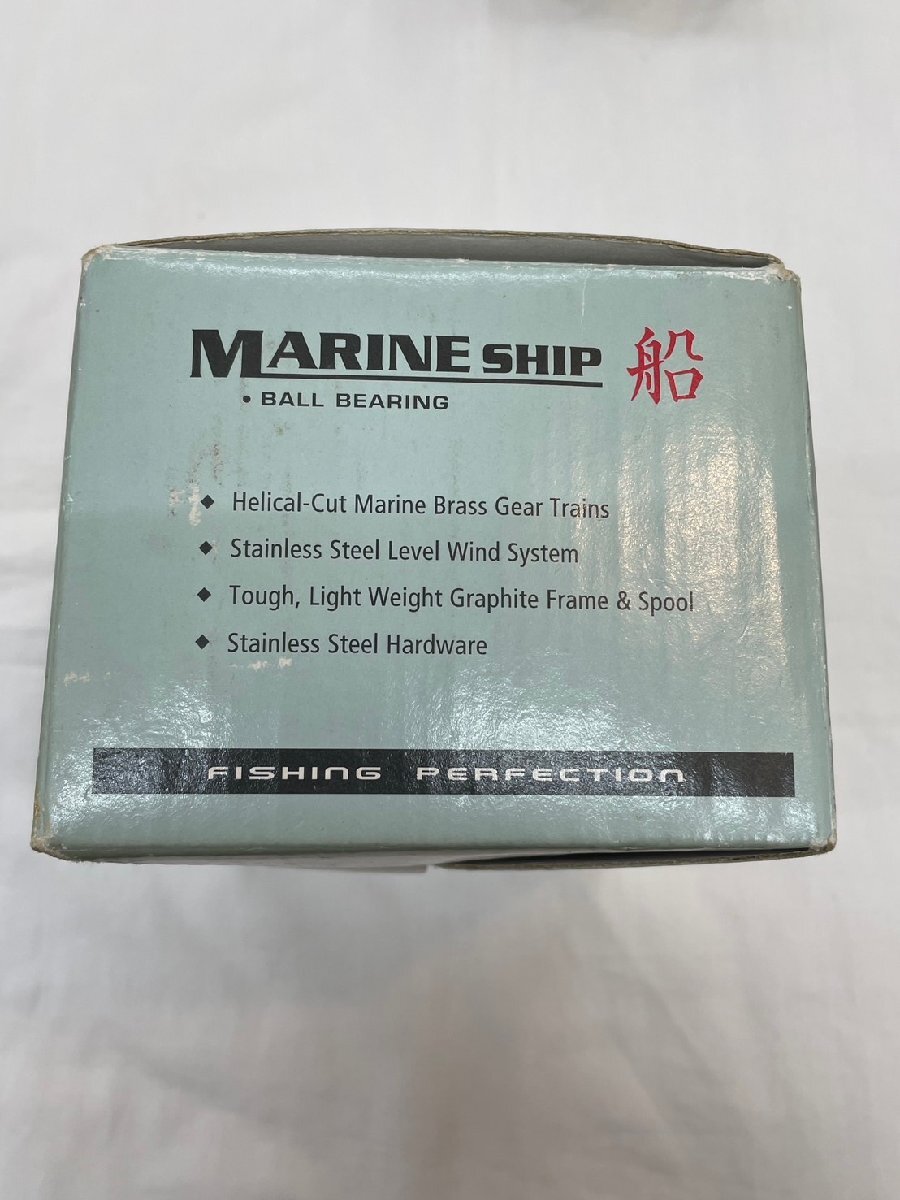 MARINE SHIP 船
• BALL BEARING
◆ Helical-Cut Marine Brass Gear Trains
◆ Stainless Steel Level Wind System
◆ Tough, Light Weight Graphite Frame & Spool
◆ Stainless Steel Hardware
FISHING PERFECTION